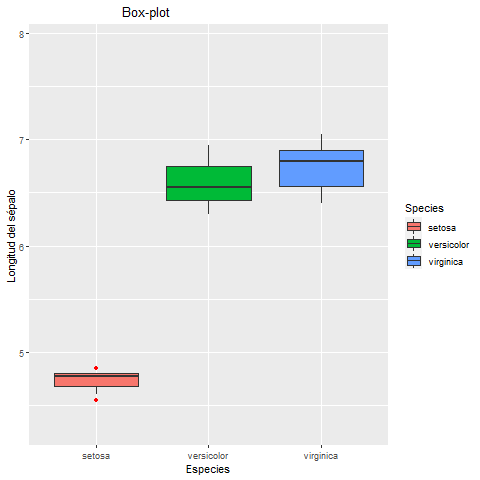 Box-plot
8
7
6
5
Longitud del sépalo
setosa
versicolor
virginica
Especies
Species
setosa
versicolor
virginica